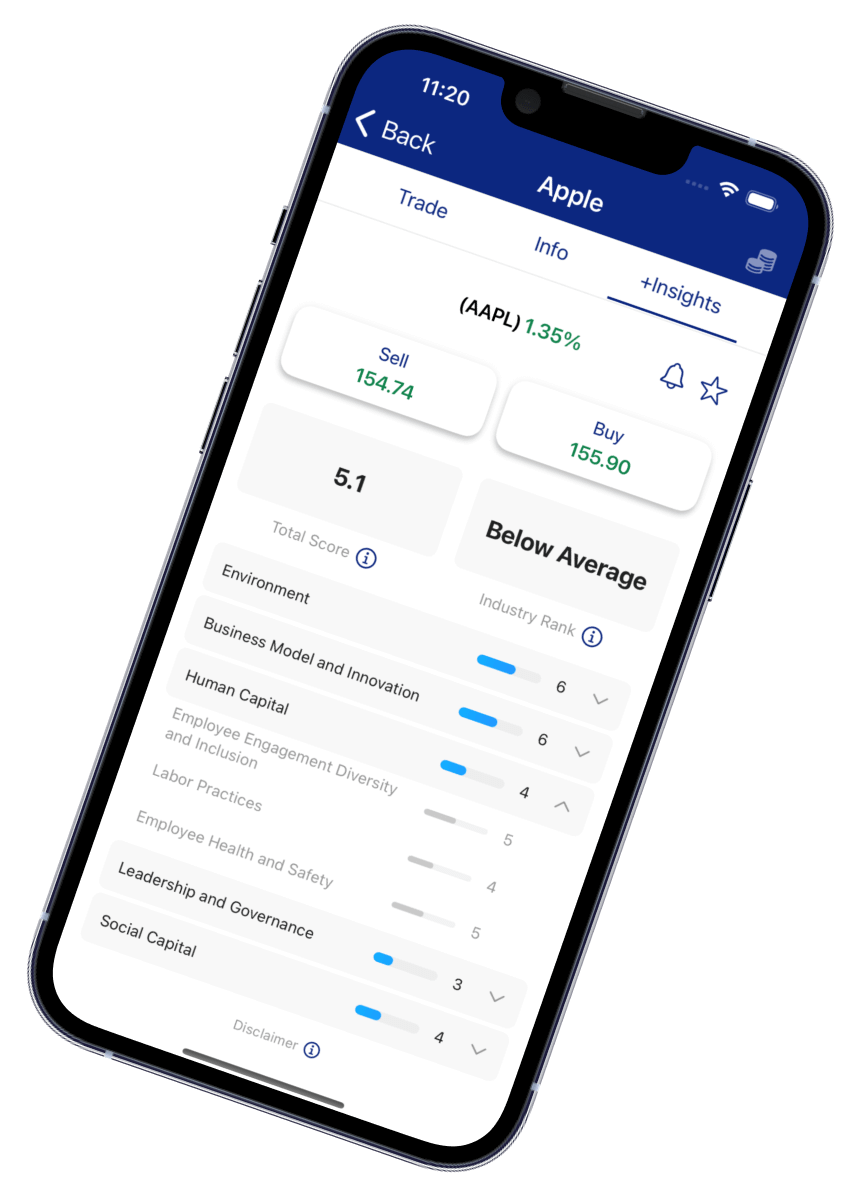 11:20
Back
Apple
Trade
Info
+Insights
(AAPL) 1.35%
Sell
154.74
Buy
155.90
5.1
Total Score
Below Average
Industry Rank
Environment
6
Business Model and Innovation
6
Human Capital
4
Employee Engagement Diversity
and Inclusion
5
Labor Practices
4
Employee Health and Safety
5
Leadership and Governance
3
Social Capital
4
Disclaimer